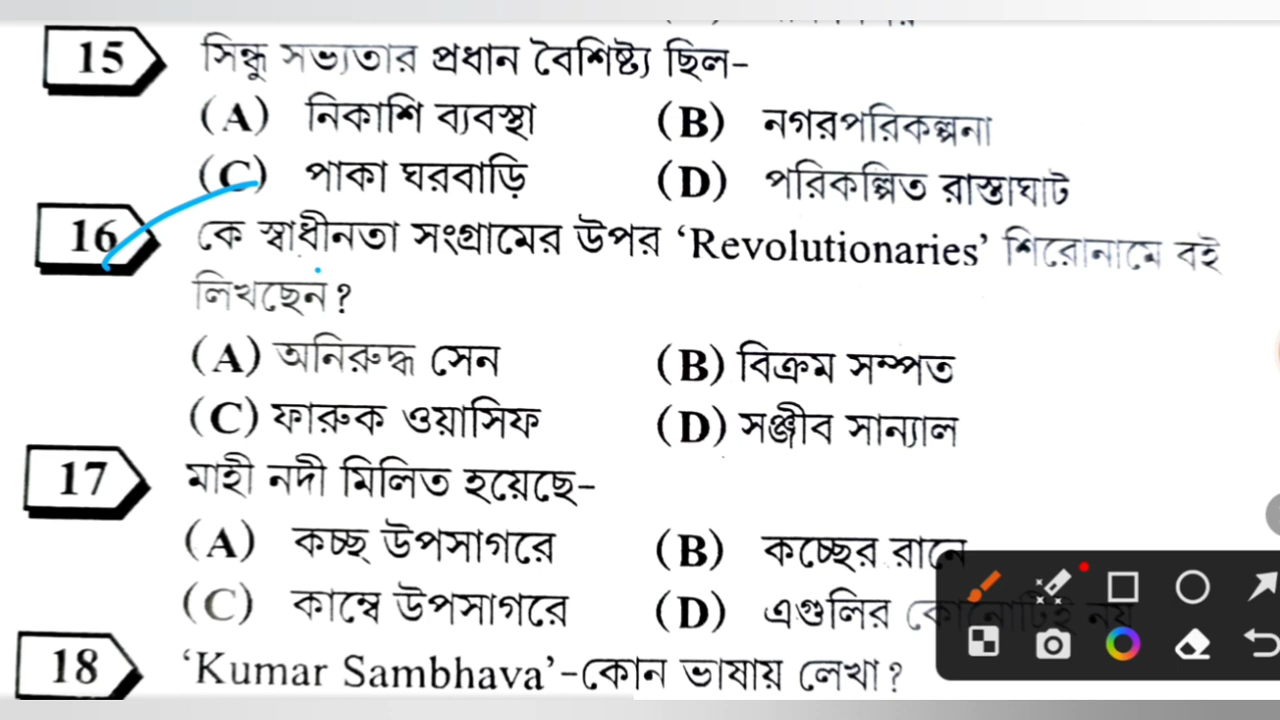 15 সিন্ধু সভ্যতার প্রধান বৈশিষ্ট্য ছিল-
(A) নিকাশি ব্যবস্থা (B) নগরপরিকল্পনা
(C) পাকা ঘরবাড়ি (D) পরিকল্পিত রাস্তাঘাট
16 কে স্বাধীনতা সংগ্রামের উপর ‘Revolutionaries’ শিরোনামে বই
লিখছেন?
(A) অনিরুদ্ধ সেন (B) বিক্রম সম্পত
(C) ফারুক ওয়াসিফ (D) সঞ্জীব সান্যাল
17 মাহী নদী মিলিত হয়েছে-
(A) কচ্ছ উপসাগরে (B) কচ্ছের রানে
(C) কাম্বে উপসাগরে (D) এগুলির কোনোটিই নয়
18 ‘Kumar Sambhava’-কোন ভাষায় লেখা?